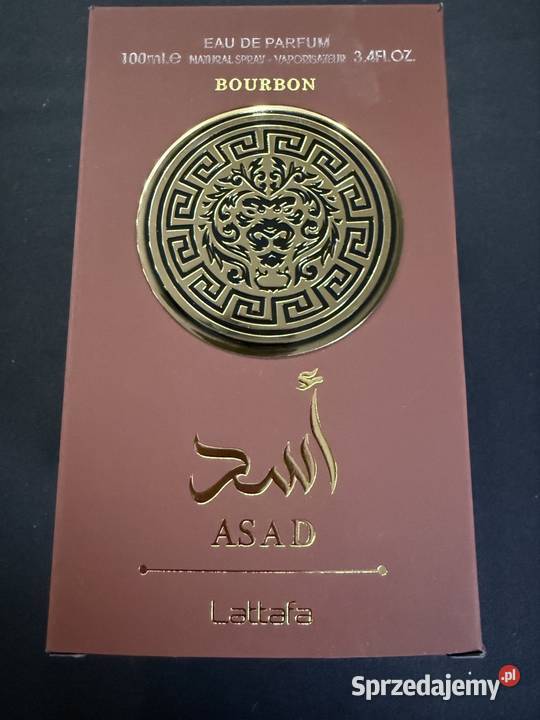 EAU DE PARFUM
100ml.e NATURAL SPRAY - VAPORISATEUR 3.4FL.OZ.
BOURBON
أسد
ASAD
Lattafa
Sprzedajemy.pl